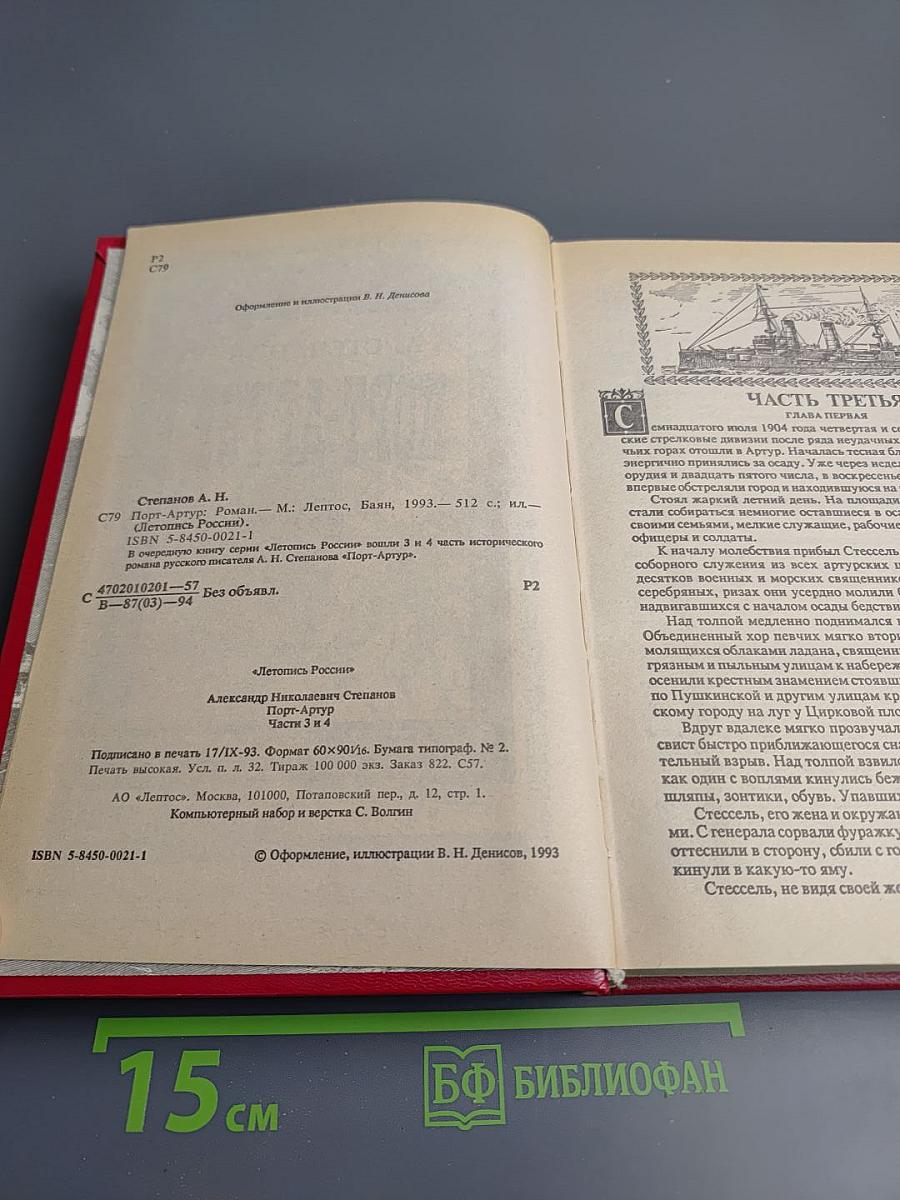 Р2
С79
Оформление и иллюстрации В. Н. Денисова
Степанов А. Н.
С79 Порт-Артур: Роман.— М.: Лептос, Баян, 1993.— 512 с.; ил.—
(Летопись России).
ISBN 5-8450-0021-1
В очередную книгу серии «Летопись России» вошли 3 и 4 часть исторического
романа русского писателя А. Н. Степанова «Порт-Артур».
С 4702010201—57
В—87(03)—94 Без объявл.
Р2
«Летопись России»
Александр Николаевич Степанов
Порт-Артур
Части 3 и 4
Подписано в печать 17/IX-93. Формат 60×90 1/16. Бумага типограф. № 2.
Печать высокая. Усл. п. л. 32. Тираж 100 000 экз. Заказ 822. С57.
АО «Лептос». Москва, 101000, Потаповский пер., д. 12, стр. 1.
Компьютерный набор и верстка С. Волгин
ISBN 5-8450-0021-1
© Оформление, иллюстрации В. Н. Денисов, 1993
ЧАСТЬ ТРЕТЬЯ
ГЛАВА ПЕРВАЯ
Семнадцатого июля 1904 года четвертая и се
ские стрелковые дивизии после ряда неудачных
чьих горах отошли в Артур. Началась тесная бл
энергично принялись за осаду. Уже через недел
орудия и двадцать пятого числа, в воскресень
впервые обстреляли город и находившуюся на
Стоял жаркий летний день. На площади
стали собираться немногие оставшиеся в оса
своими семьями, мелкие служащие, рабочие
офицеры и солдаты.
К началу молебствия прибыл Стессель
соборного служения из всех артурских ц
десятков военных и морских священнико
серебряных, ризах они усердно молили
надвигавшихся с началом осады бедстви
Над толпой медленно поднимался
Объединенный хор певчих мягко втори
молящихся облаками ладана, священн
грязным и пыльным улицам к набереж
осенили крестным знамением стоявш
по Пушкинской и другим улицам кр
скому городу на луг у Цирковой пло
Вдруг вдалеке мягко прозвучал
свист быстро приближающегося сна
тельный взрыв. Над толпой взвило
как один с воплями кинулись беж
шляпы, зонтики, обувь. Упавших
Стессель, его жена и окружа
ми. С генерала сорвали фуражку
оттеснили в сторону, сбили с го
кинули в какую-то яму.
Стессель, не видя своей же
15 см
БФ БИБЛИОФАН